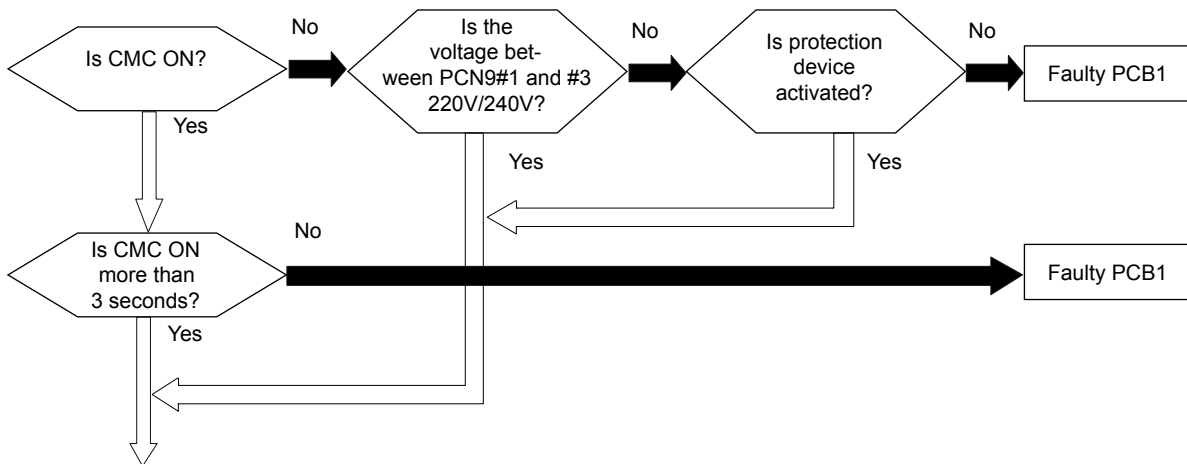 Is CMC ON?
No
Is the
voltage bet-
ween PCN9#1 and #3
220V/240V?
No
Is protection
device
activated?
No
Faulty PCB1
Yes
Yes
Yes
Is CMC ON
more than
3 seconds?
No
Faulty PCB1
Yes